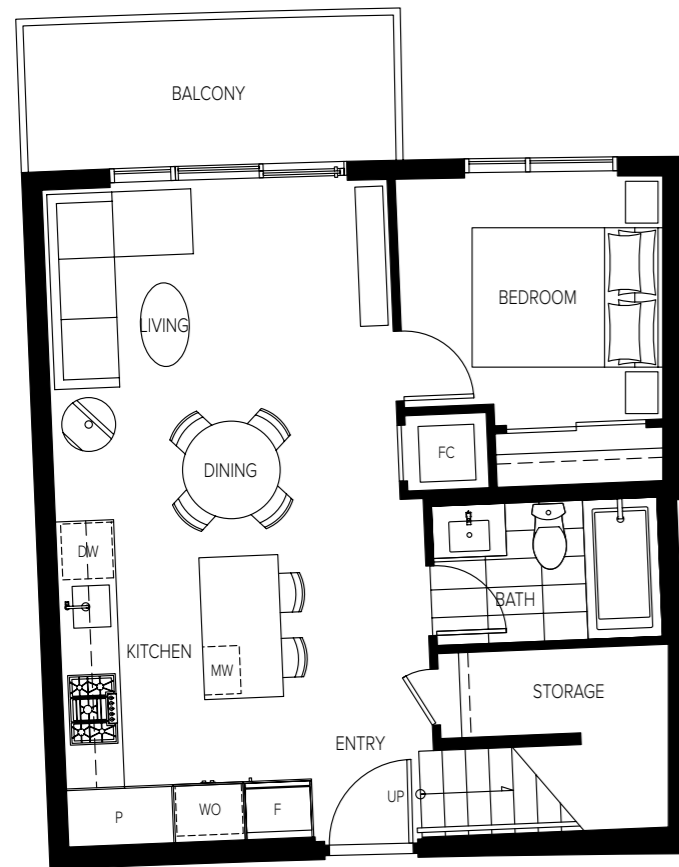 BALCONY
BEDROOM
LIVING
FC
DINING
DW
BATH
KITCHEN
MW
STORAGE
ENTRY
UP
P
WO
F